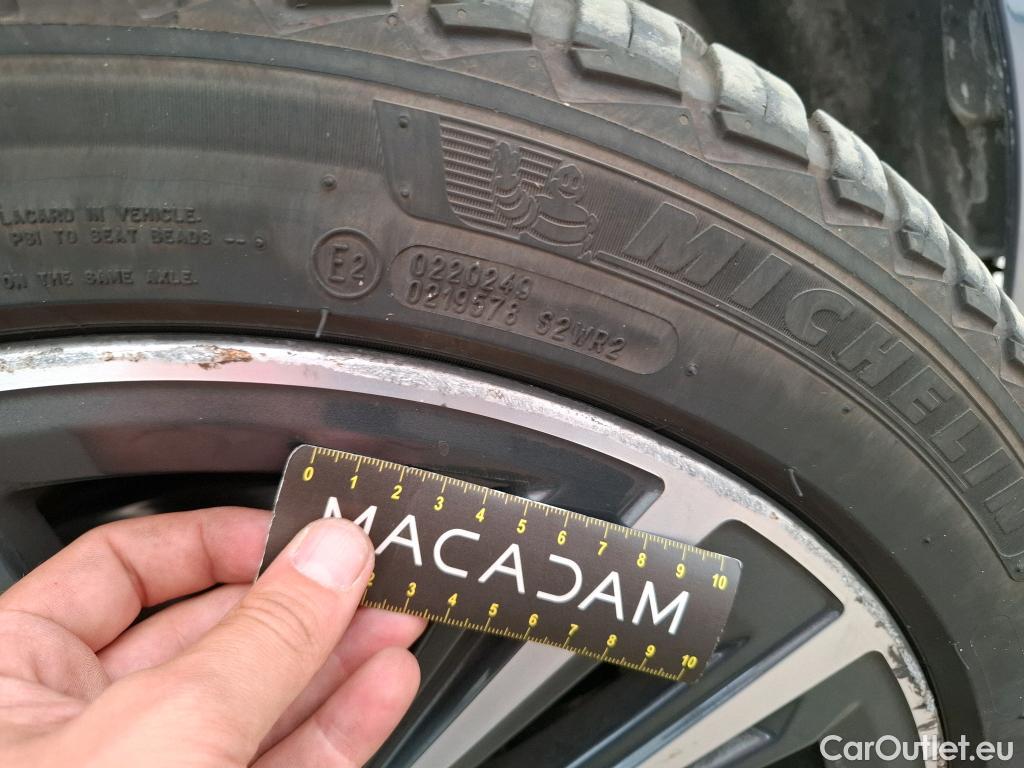 LACARD IN VEHICLE.
PSI TO SEAT BEADS -->
ON THE SAME AXLE.
E2
0220249
0219578 S2WR2
MICHELIN
0 1 2 3 4 5 6 7 8 9 10
MACADAM
2 3 4 5 6 7 8 9 10
CarOutlet.eu